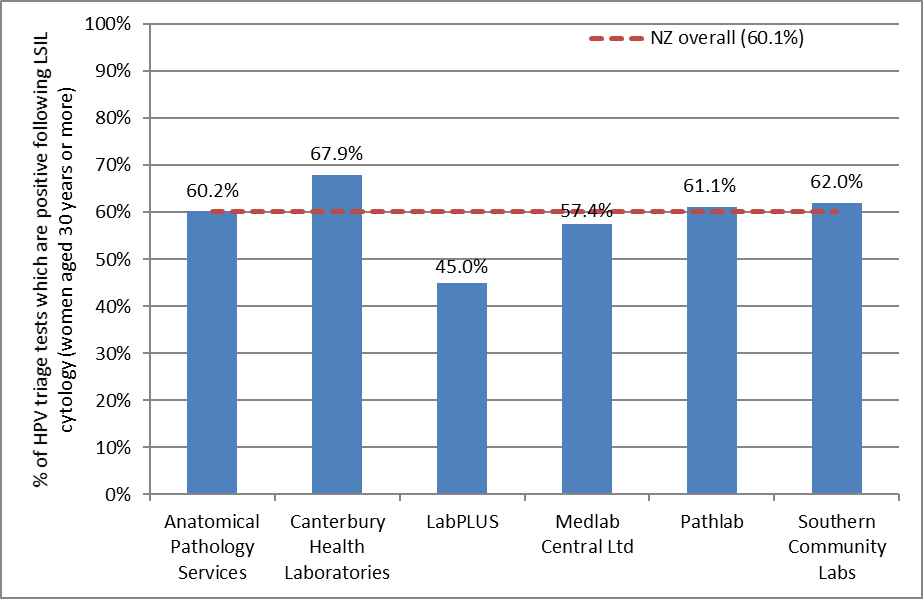 % of HPV triage tests which are positive following LSIL
cytology (women aged 30 years or more)
100%
90%
80%
70%
60%
50%
40%
30%
20%
10%
0%
NZ overall (60.1%)
60.2%
67.9%
45.0%
57.4%
61.1%
62.0%
Anatomical
Pathology
Services
Canterbury
Health
Laboratories
LabPLUS
Medlab
Central Ltd
Pathlab
Southern
Community
Labs